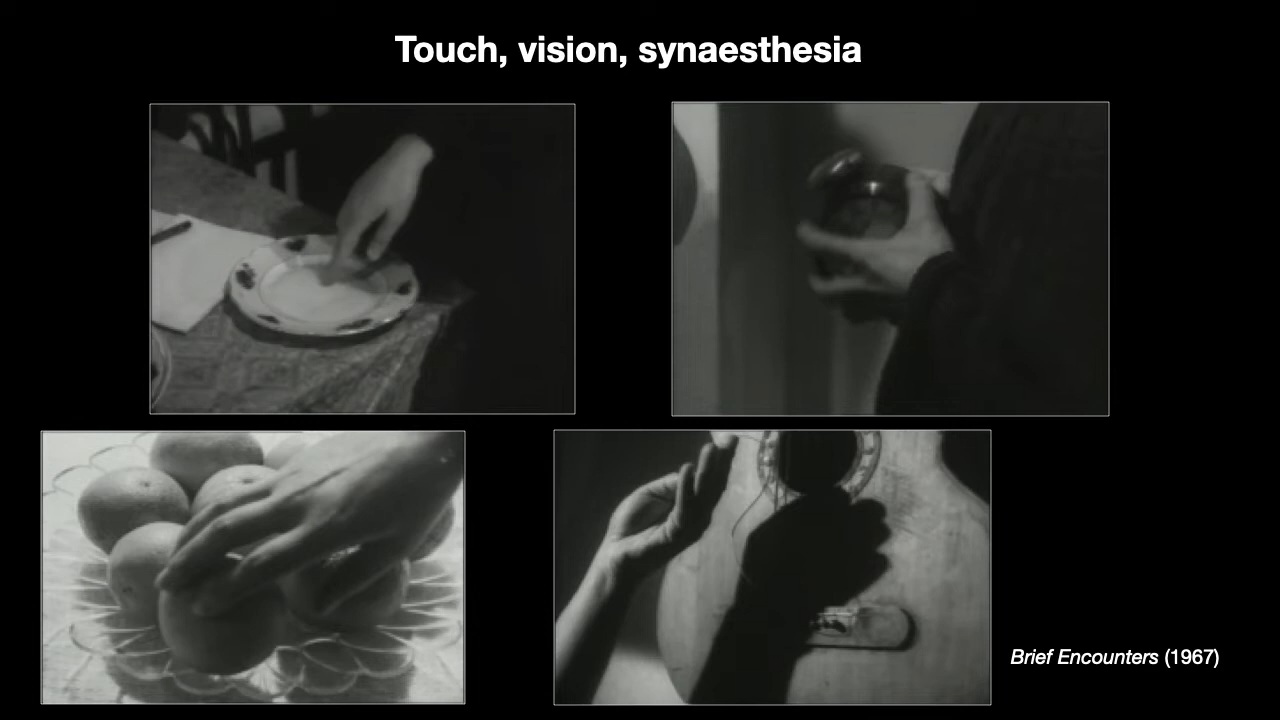 Touch, vision, synaesthesia
Brief Encounters (1967)